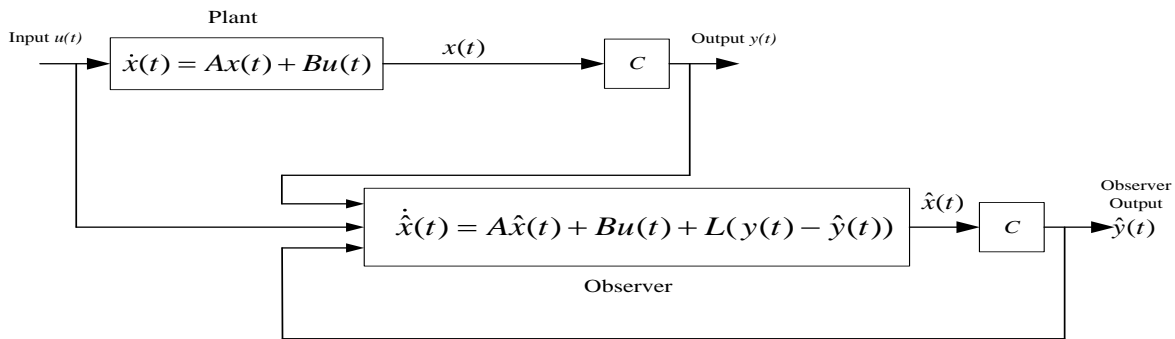 Plant
Input u(t)
ẋ(t) = Ax(t) + Bu(t)
x(t)
C
Output y(t)
x̂̇(t) = Ax̂(t) + Bu(t) + L(y(t) − ŷ(t))
x̂(t)
C
Observer
Output
ŷ(t)
Observer